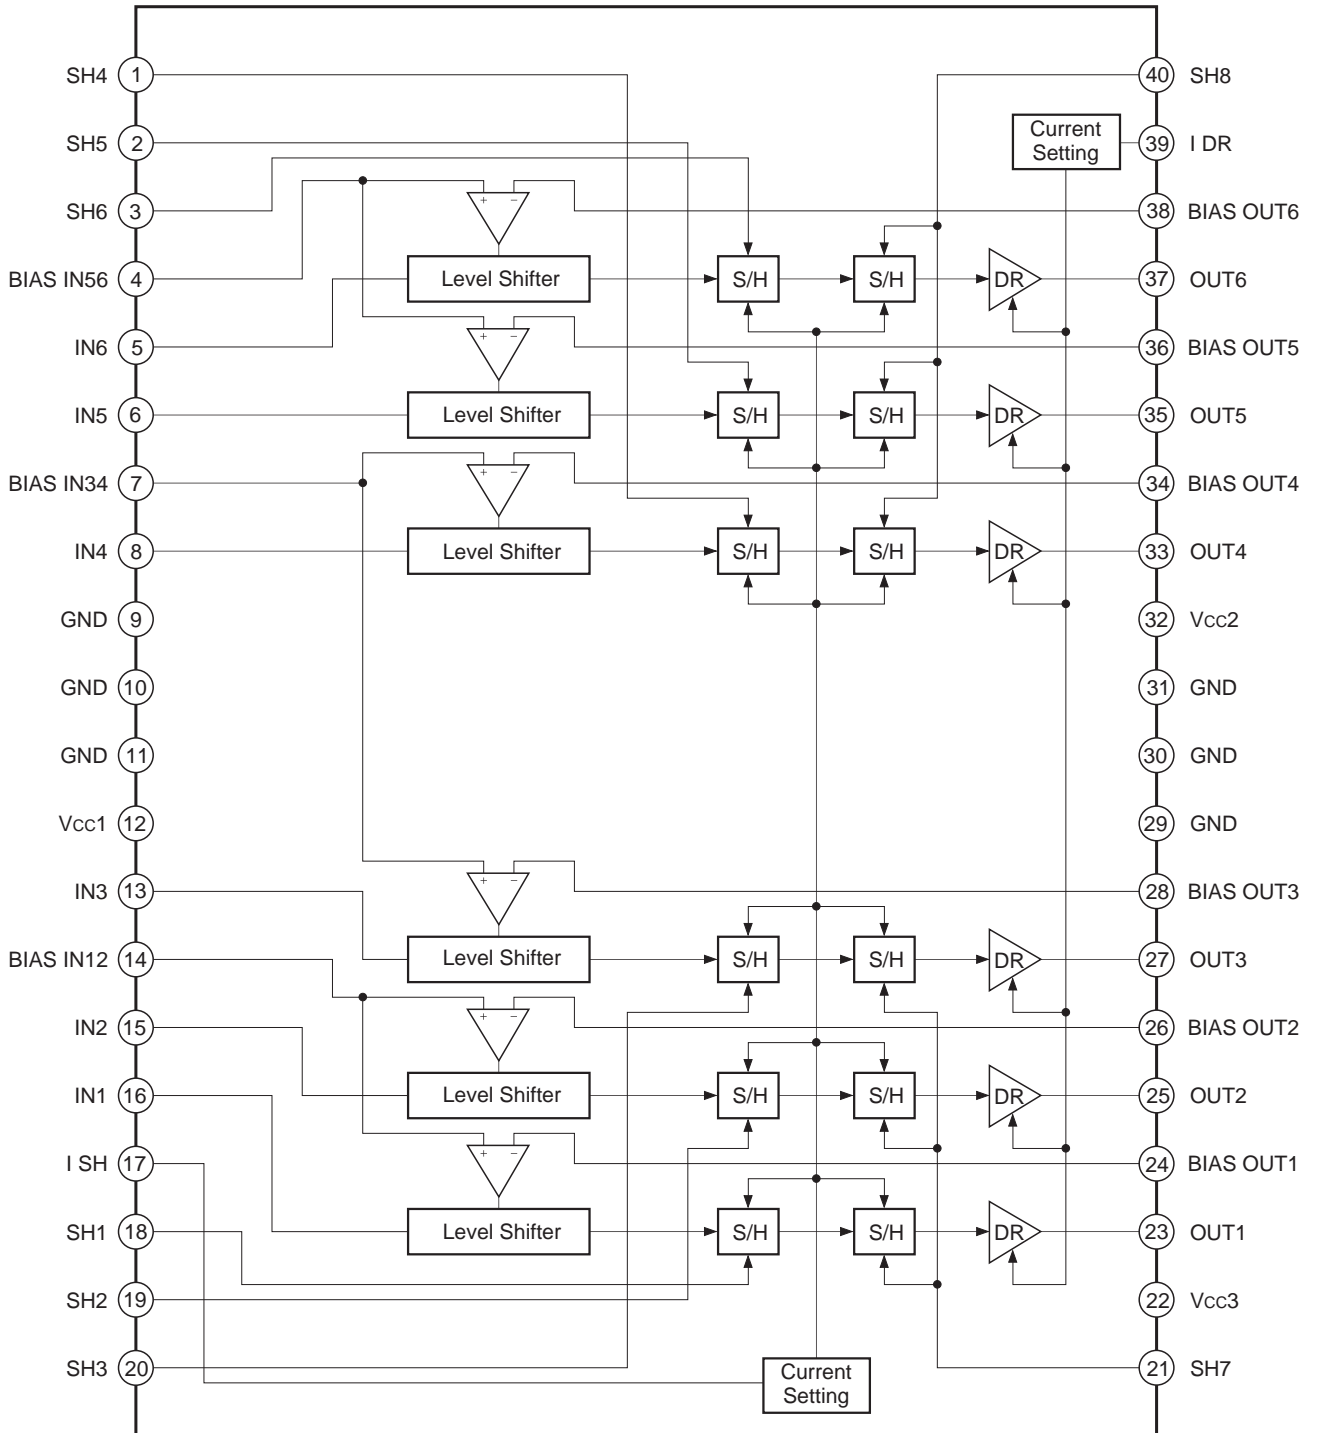 SH4 1
40 SH8
Current
Setting
SH5 2
39 I DR
SH6 3
+ −
38 BIAS OUT6
BIAS IN56 4
Level Shifter
S/H
S/H
DR
37 OUT6
IN6 5
+ −
36 BIAS OUT5
IN5 6
Level Shifter
S/H
S/H
DR
35 OUT5
BIAS IN34 7
+ −
34 BIAS OUT4
IN4 8
Level Shifter
S/H
S/H
DR
33 OUT4
GND 9
32 Vcc2
GND 10
31 GND
GND 11
30 GND
Vcc1 12
29 GND
IN3 13
+ −
28 BIAS OUT3
BIAS IN12 14
Level Shifter
S/H
S/H
DR
27 OUT3
IN2 15
+ −
26 BIAS OUT2
IN1 16
Level Shifter
S/H
S/H
DR
25 OUT2
I SH 17
+ −
24 BIAS OUT1
SH1 18
Level Shifter
S/H
S/H
DR
23 OUT1
SH2 19
22 Vcc3
SH3 20
Current
Setting
21 SH7